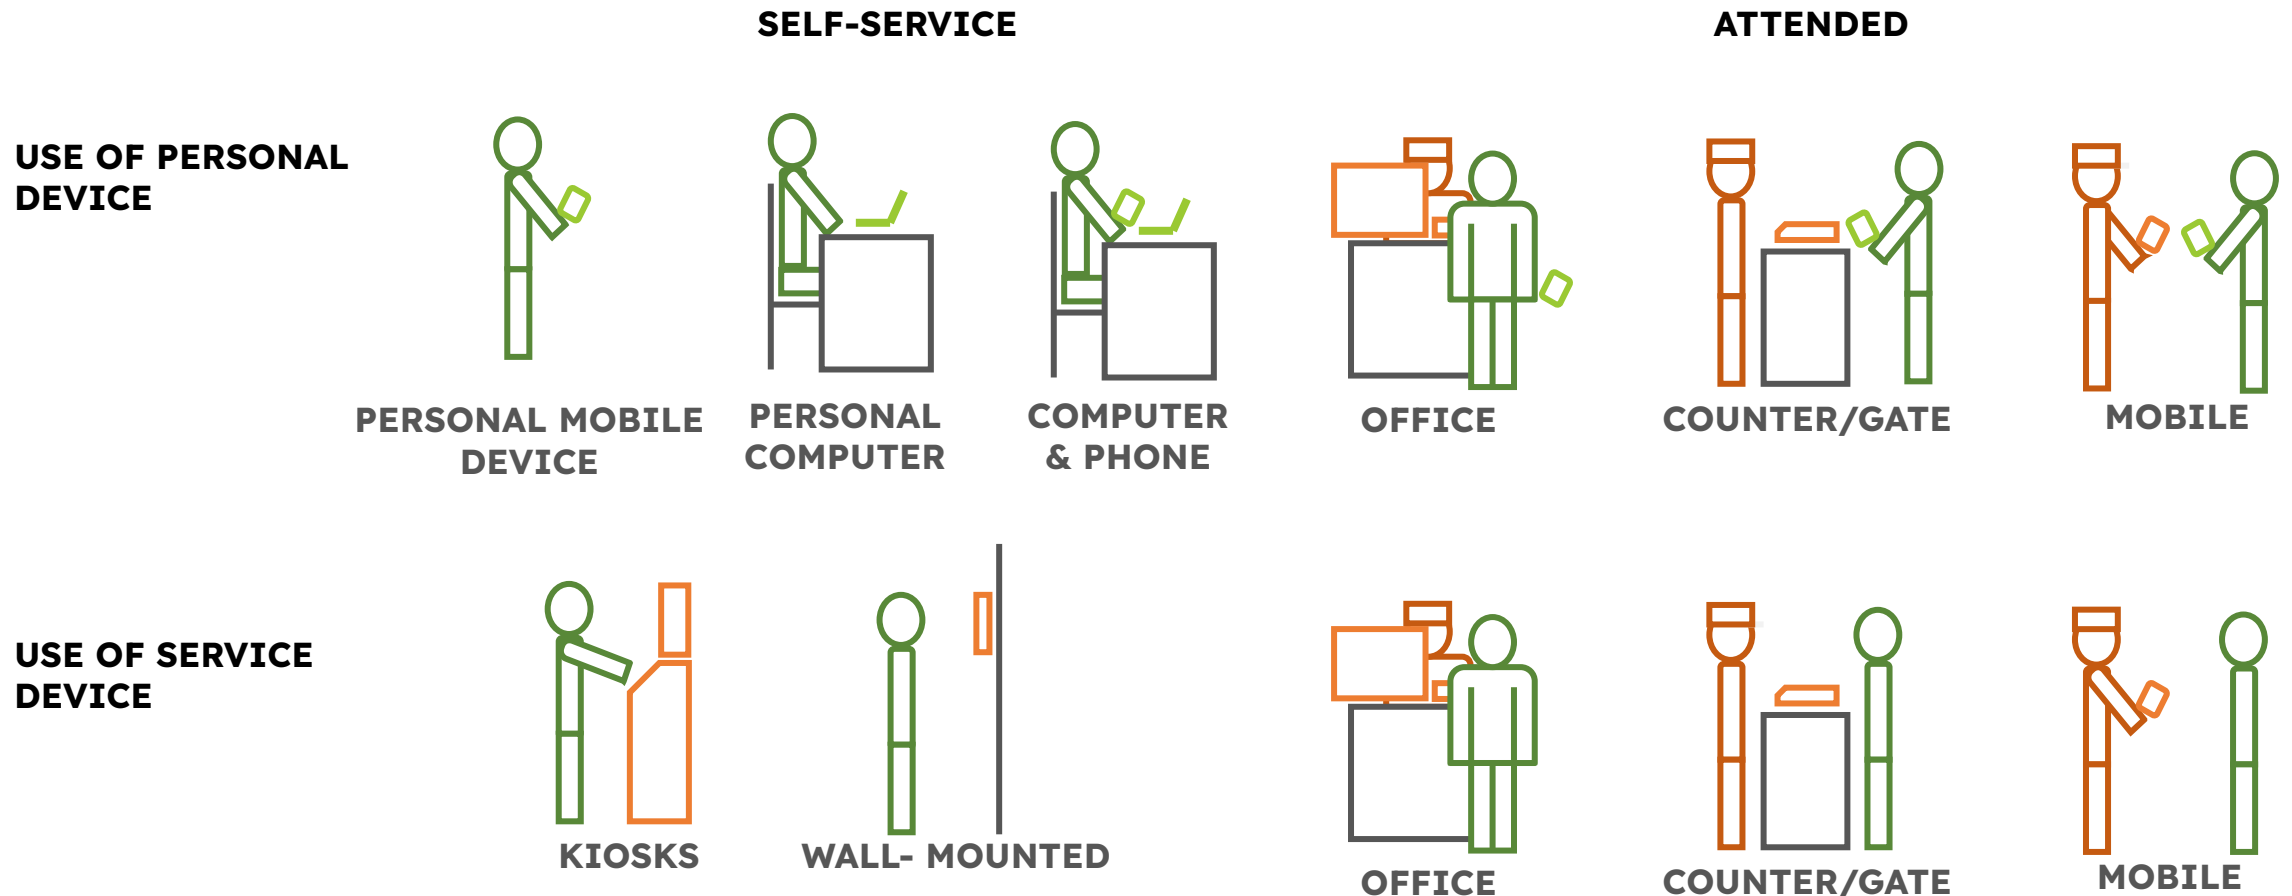 SELF-SERVICE
ATTENDED
USE OF PERSONAL
DEVICE
PERSONAL MOBILE
DEVICE
PERSONAL
COMPUTER
COMPUTER
& PHONE
OFFICE
COUNTER/GATE
MOBILE
USE OF SERVICE
DEVICE
KIOSKS
WALL- MOUNTED
OFFICE
COUNTER/GATE
MOBILE